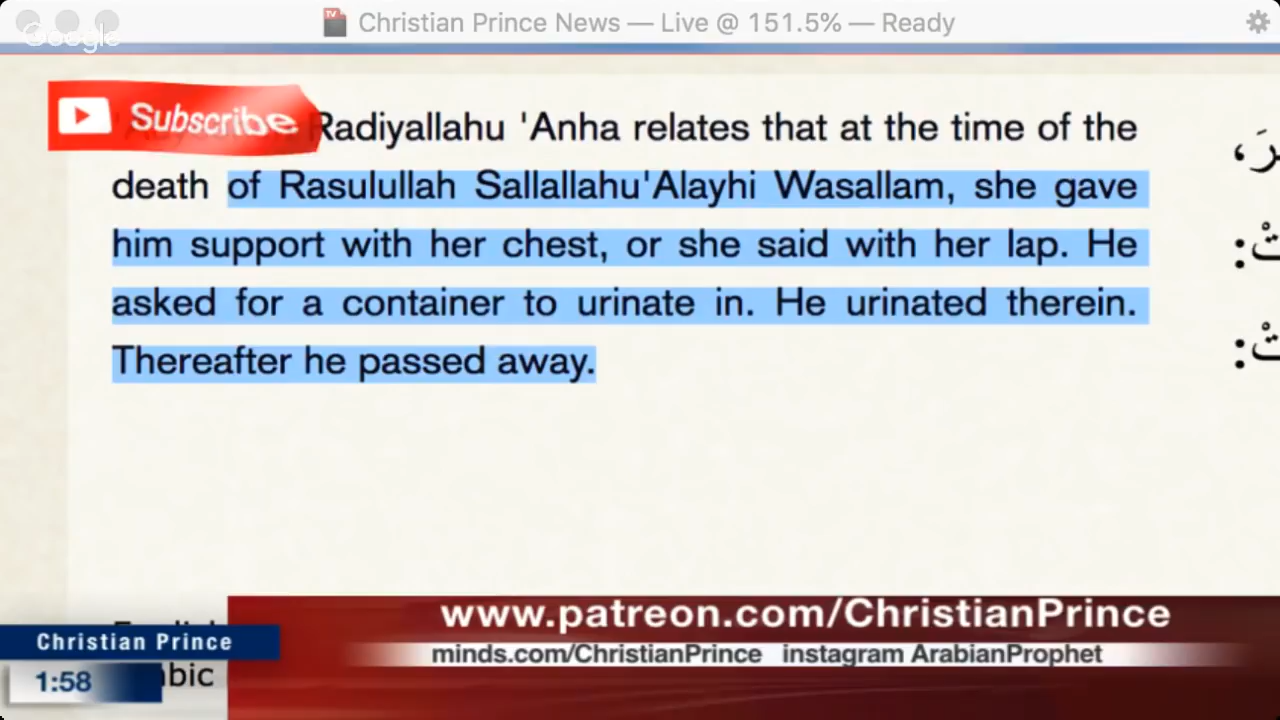 Christian Prince News — Live @ 151.5% — Ready
Google
Subscribe
Radiyallahu 'Anha relates that at the time of the
death of Rasulullah Sallallahu'Alayhi Wasallam, she gave
him support with her chest, or she said with her lap. He
asked for a container to urinate in. He urinated therein.
Thereafter he passed away.
www.patreon.com/ChristianPrince
Christian Prince
minds.com/ChristianPrince instagram ArabianProphet
1:58